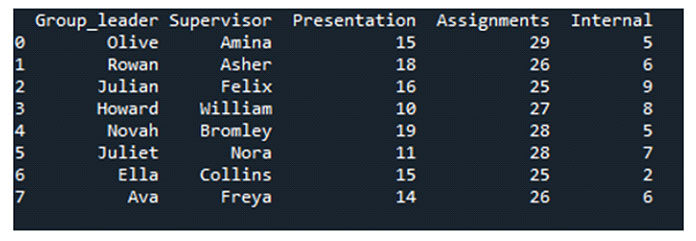 Group_leader Supervisor Presentation Assignments Internal
0 Olive Amina 15 29 5
1 Rowan Asher 18 26 6
2 Julian Felix 16 25 9
3 Howard William 10 27 8
4 Novah Bromley 19 28 5
5 Juliet Nora 11 28 7
6 Ella Collins 15 25 2
7 Ava Freya 14 26 6